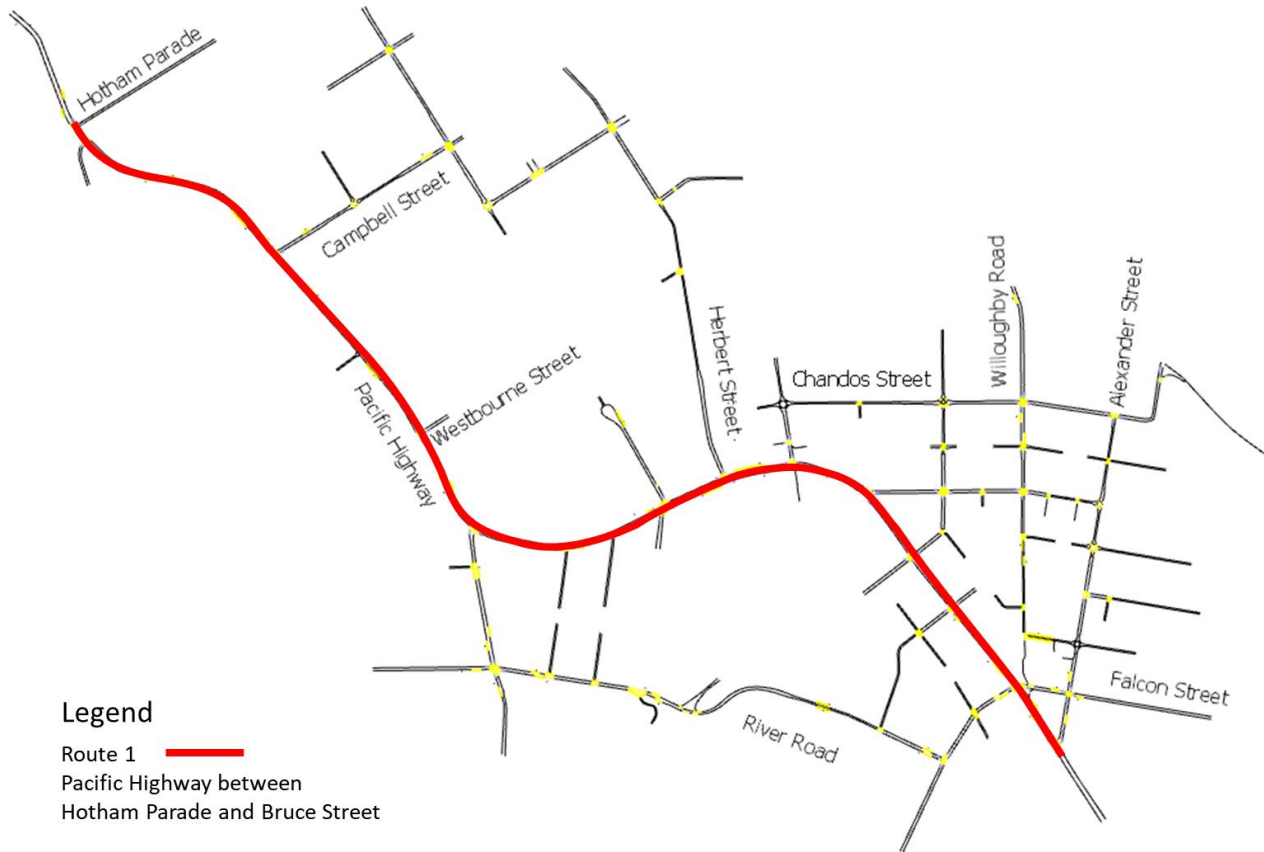 Hotham Parade
Campbell Street
Pacific Highway
Westbourne Street
Herbert Street
Chandos Street
Willoughby Road
Alexander Street
River Road
Falcon Street
Legend
Route 1
Pacific Highway between
Hotham Parade and Bruce Street